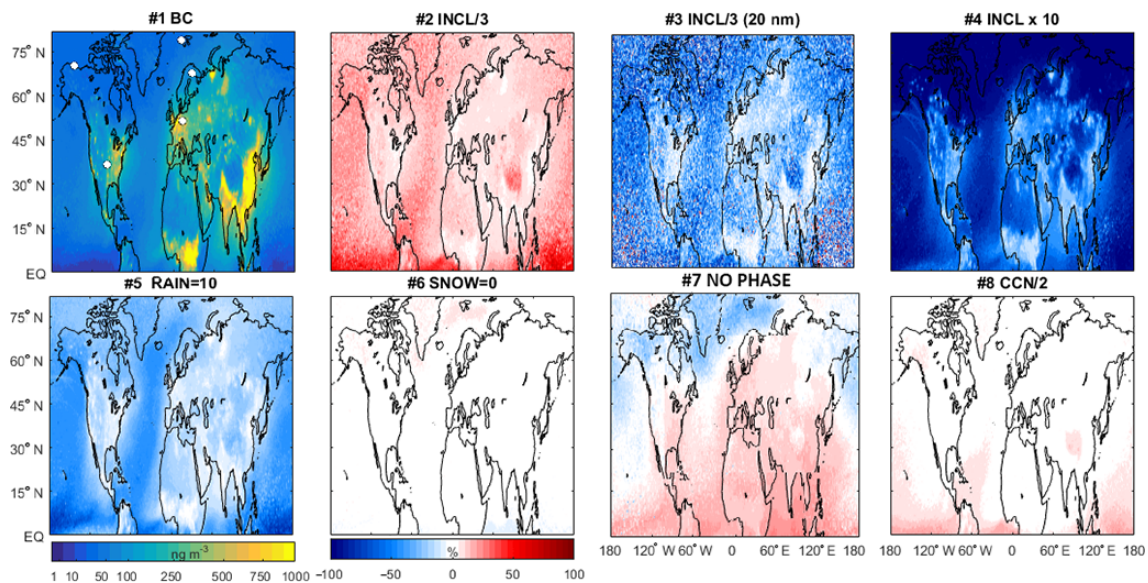 #1 BC
#2 INCL/3
#3 INCL/3 (20 nm)
#4 INCL x 10
75° N
60° N
45° N
30° N
15° N
EQ
#5 RAIN=10
#6 SNOW=0
#7 NO PHASE
#8 CCN/2
75° N
60° N
45° N
30° N
15° N
EQ
ng m⁻³
1 10 50 100 250 500 750 1000
%
−100 −50 0 50 100
180 120° W 60° W 0 60° E 120° E 180
120° W 60° W 0 60° E 120° E 180